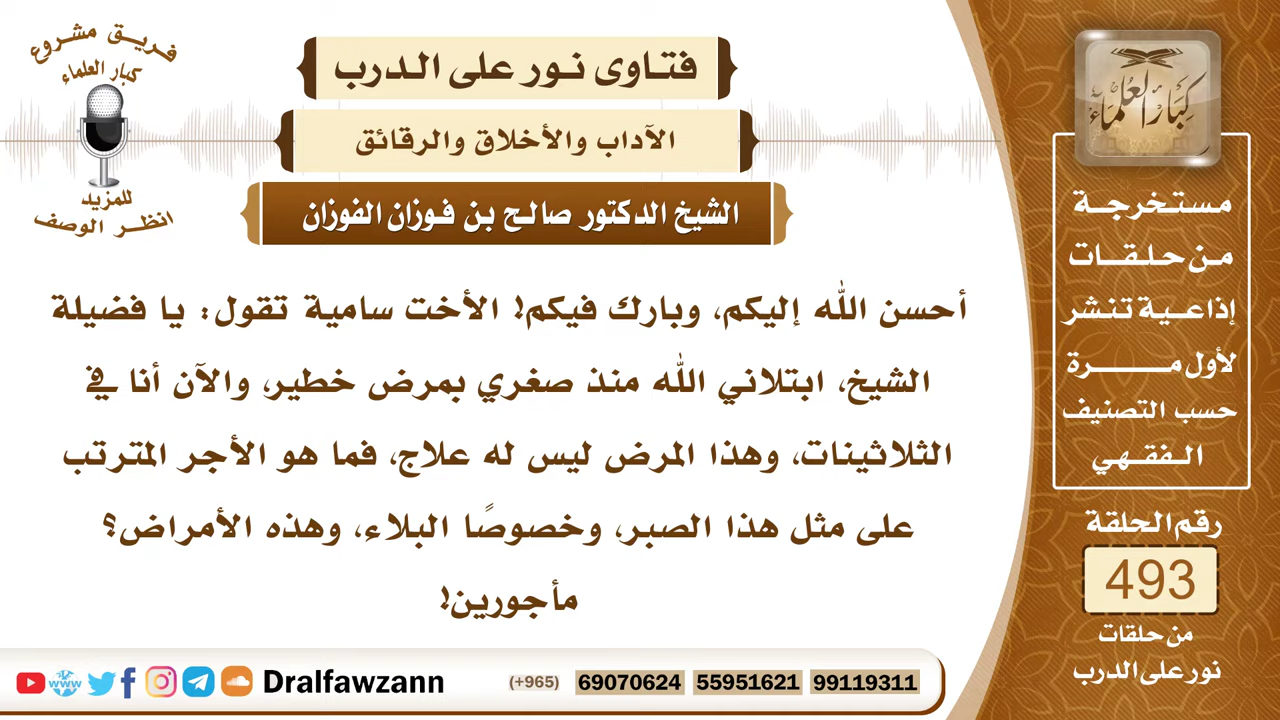 فريق مشروع
كبار العلماء
للمزيد
انظر الوصف
فتاوى نور على الدرب
الآداب والأخلاق والرقائق
الشيخ الدكتور صالح بن فوزان الفوزان
أحسن الله إليكم، وبارك فيكم! الأخت سامية تقول: يا فضيلة
الشيخ، ابتلاني الله منذ صغري بمرض خطير، والآن أنا في
الثلاثينات، وهذا المرض ليس له علاج، فما هو الأجر المترتب
على مثل هذا الصبر، وخصوصًا البلاء، وهذه الأمراض؟
مأجورين!
كبار العلماء
مستخرجة
من حلقات
إذاعية تنشر
لأول مرة
حسب التصنيف
الفقهي
رقم الحلقة
493
من حلقات
نور على الدرب
www
Dralfawzann
(+965) 69070624 55951621 99119311